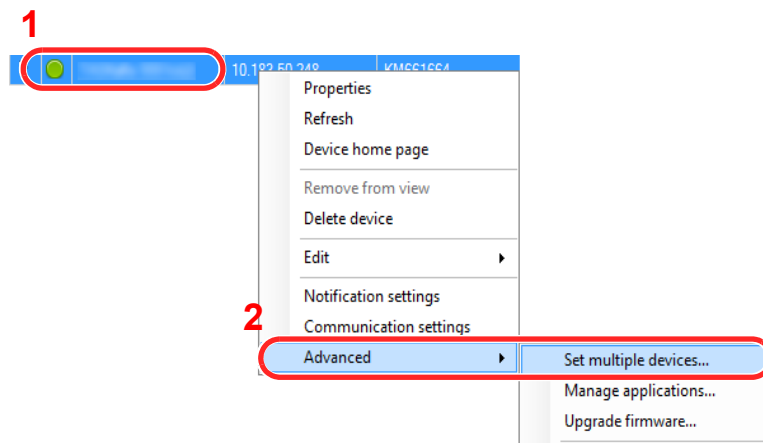 1
10.183.50.248 KM661664
Properties
Refresh
Device home page
Remove from view
Delete device
Edit
Notification settings
2
Communication settings
Advanced
Set multiple devices...
Manage applications...
Upgrade firmware...